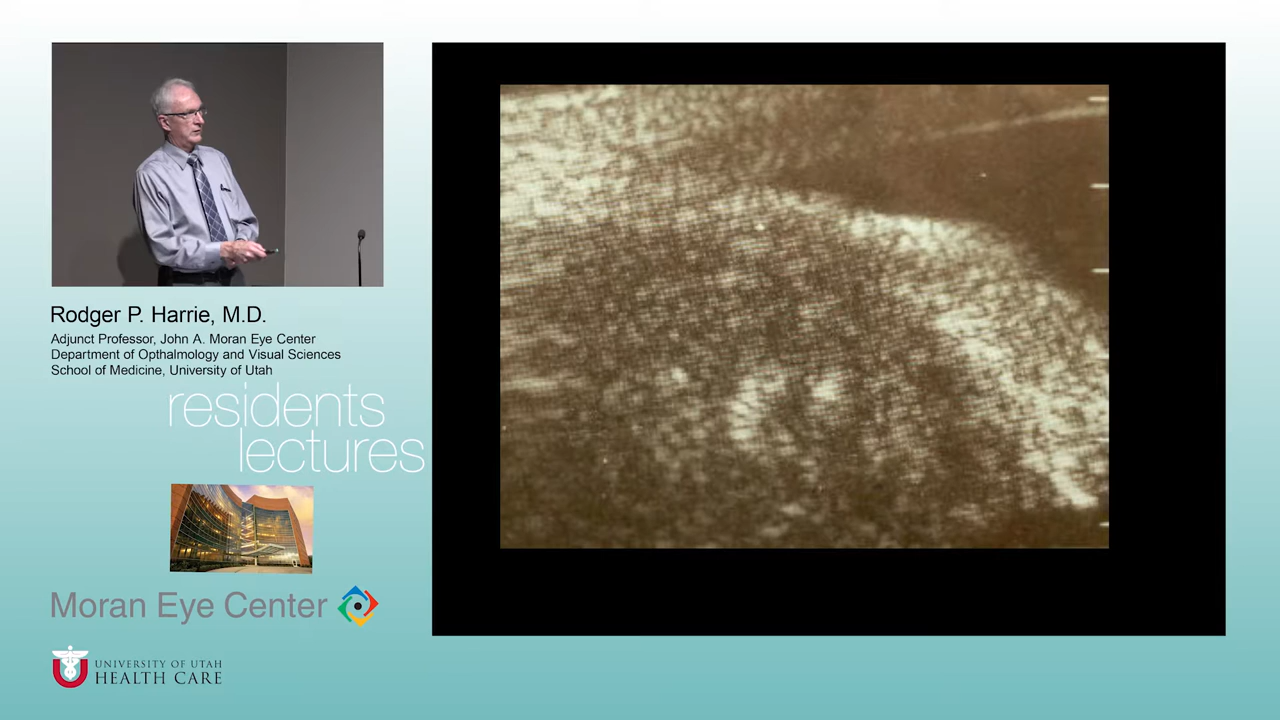 Rodger P. Harrie, M.D.
Adjunct Professor, John A. Moran Eye Center
Department of Opthalmology and Visual Sciences
School of Medicine, University of Utah
residents
lectures
Moran Eye Center
UNIVERSITY OF UTAH
HEALTH CARE